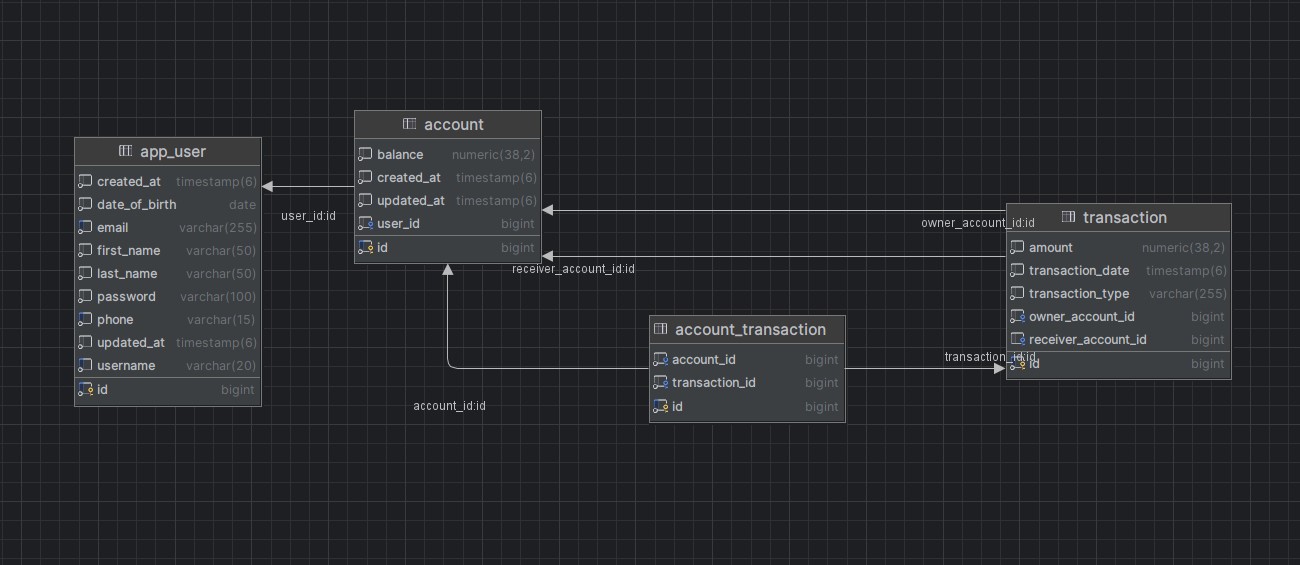 app_user
created_at timestamp(6)
date_of_birth date
email varchar(255)
first_name varchar(50)
last_name varchar(50)
password varchar(100)
phone varchar(15)
updated_at timestamp(6)
username varchar(20)
id bigint
user_id:id
account
balance numeric(38,2)
created_at timestamp(6)
updated_at timestamp(6)
user_id bigint
id bigint
account_id:id
receiver_account_id:id
account_transaction
account_id bigint
transaction_id bigint
id bigint
owner_account_id:id
transaction
amount numeric(38,2)
transaction_date timestamp(6)
transaction_type varchar(255)
owner_account_id bigint
receiver_account_id bigint
transaction_id:id
id bigint